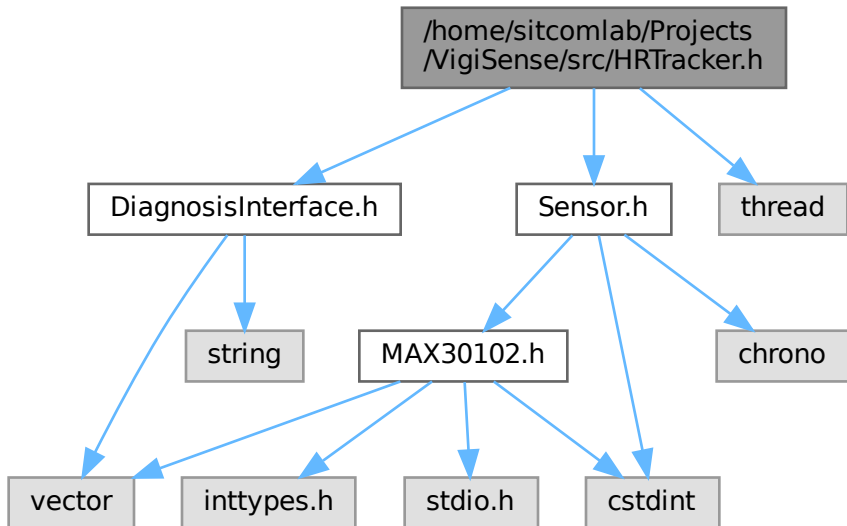 /home/sitcomlab/Projects
/VigiSense/src/HRTracker.h
DiagnosisInterface.h
Sensor.h
thread
string
MAX30102.h
chrono
vector
inttypes.h
stdio.h
cstdint